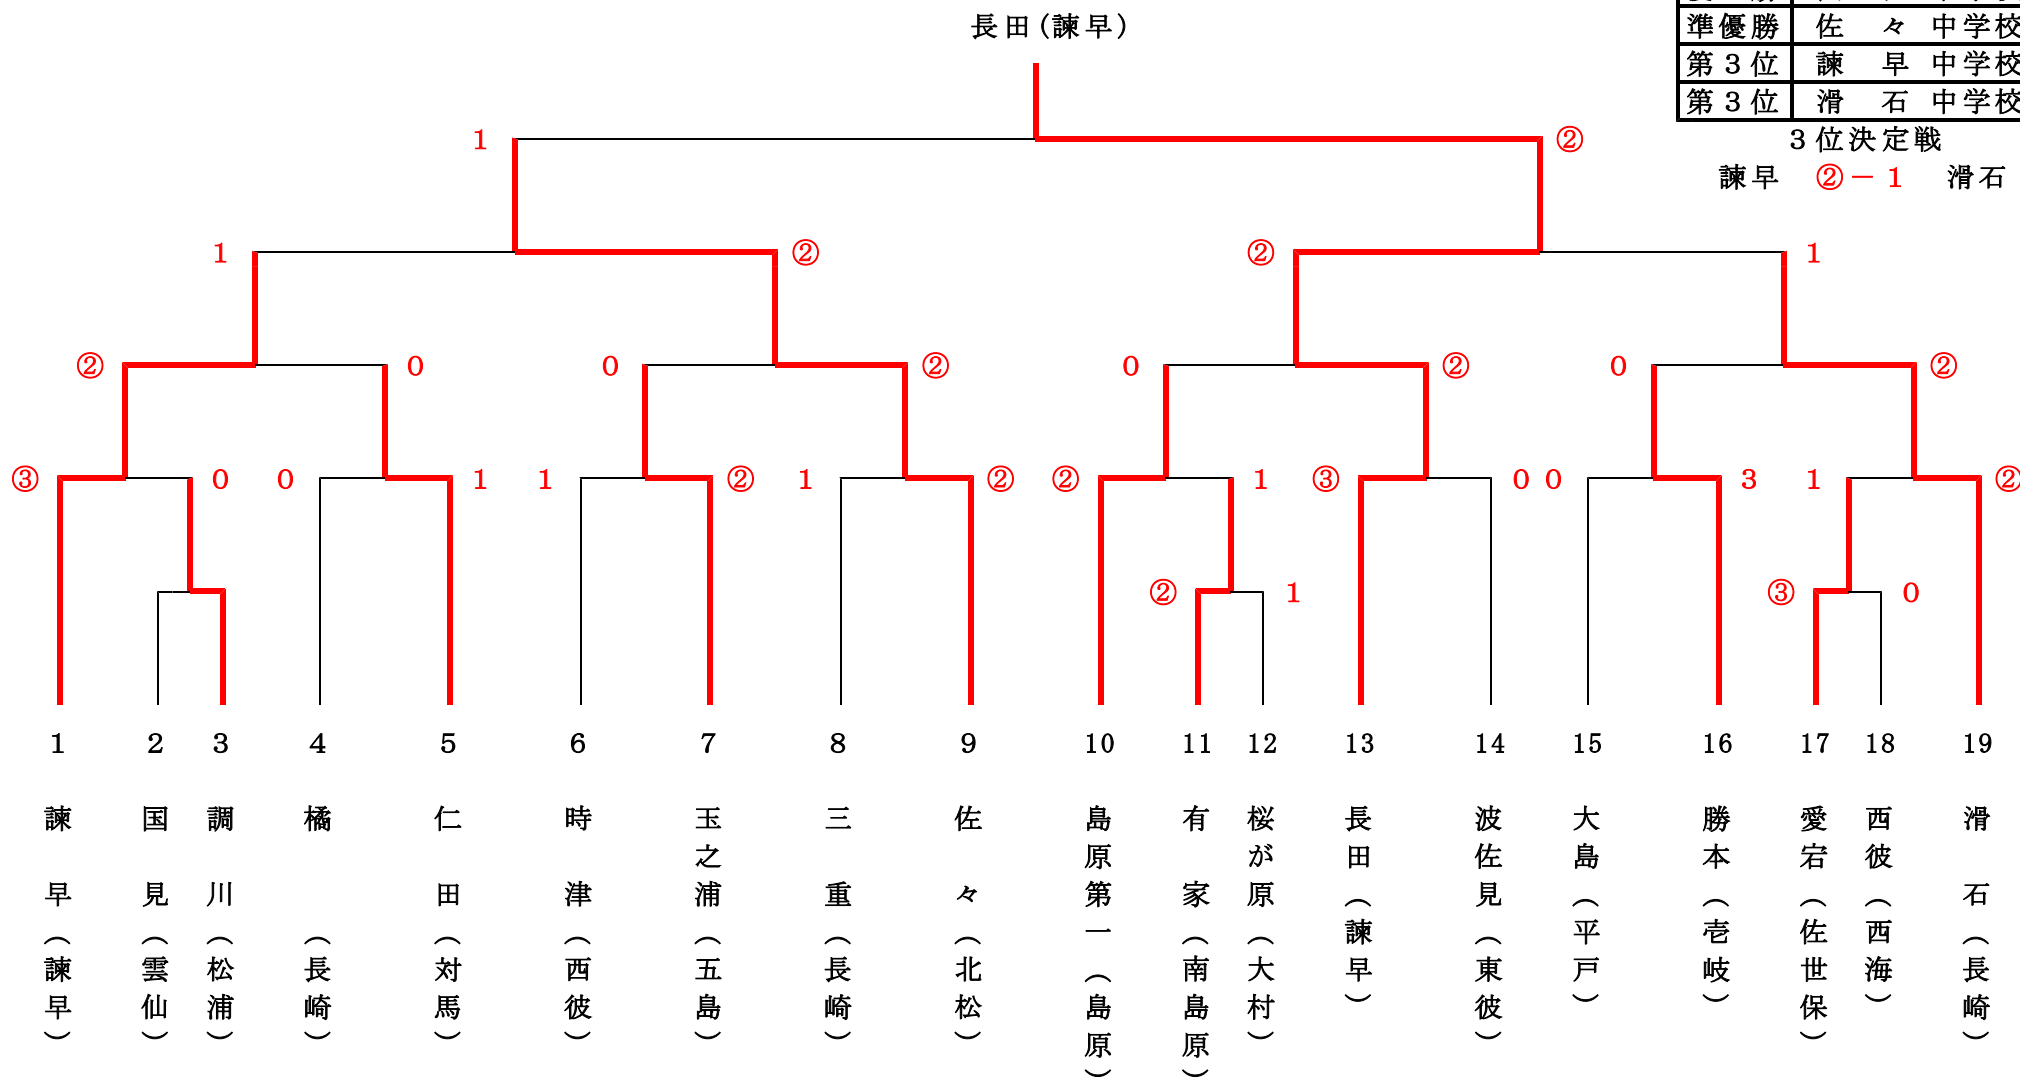 長田(諫早)
準優勝 佐々中学校
第3位 諫早中学校
第3位 滑石中学校
3位決定戦
諫早 ②－1 滑石
1 ②
1 ② ② 1
② 0 0 ② 0 ② 0 ②
③ 0 0 1 1 ② 1 ② ② 1 ③ 0 0 3 1 ②
② 1 ③ 0
1 2 3 4 5 6 7 8 9 10 11 12 13 14 15 16 17 18 19
諫早(諫早)
国見(雲仙)
調川(松浦)
橘(長崎)
仁田(対馬)
時津(西彼)
玉之浦(五島)
三重(長崎)
佐々(北松)
島原第一(島原)
有家(南島原)
桜が原(大村)
長田(諫早)
波佐見(東彼)
大島(平戸)
勝本(壱岐)
愛宕(佐世保)
西彼(西海)
滑石(長崎)